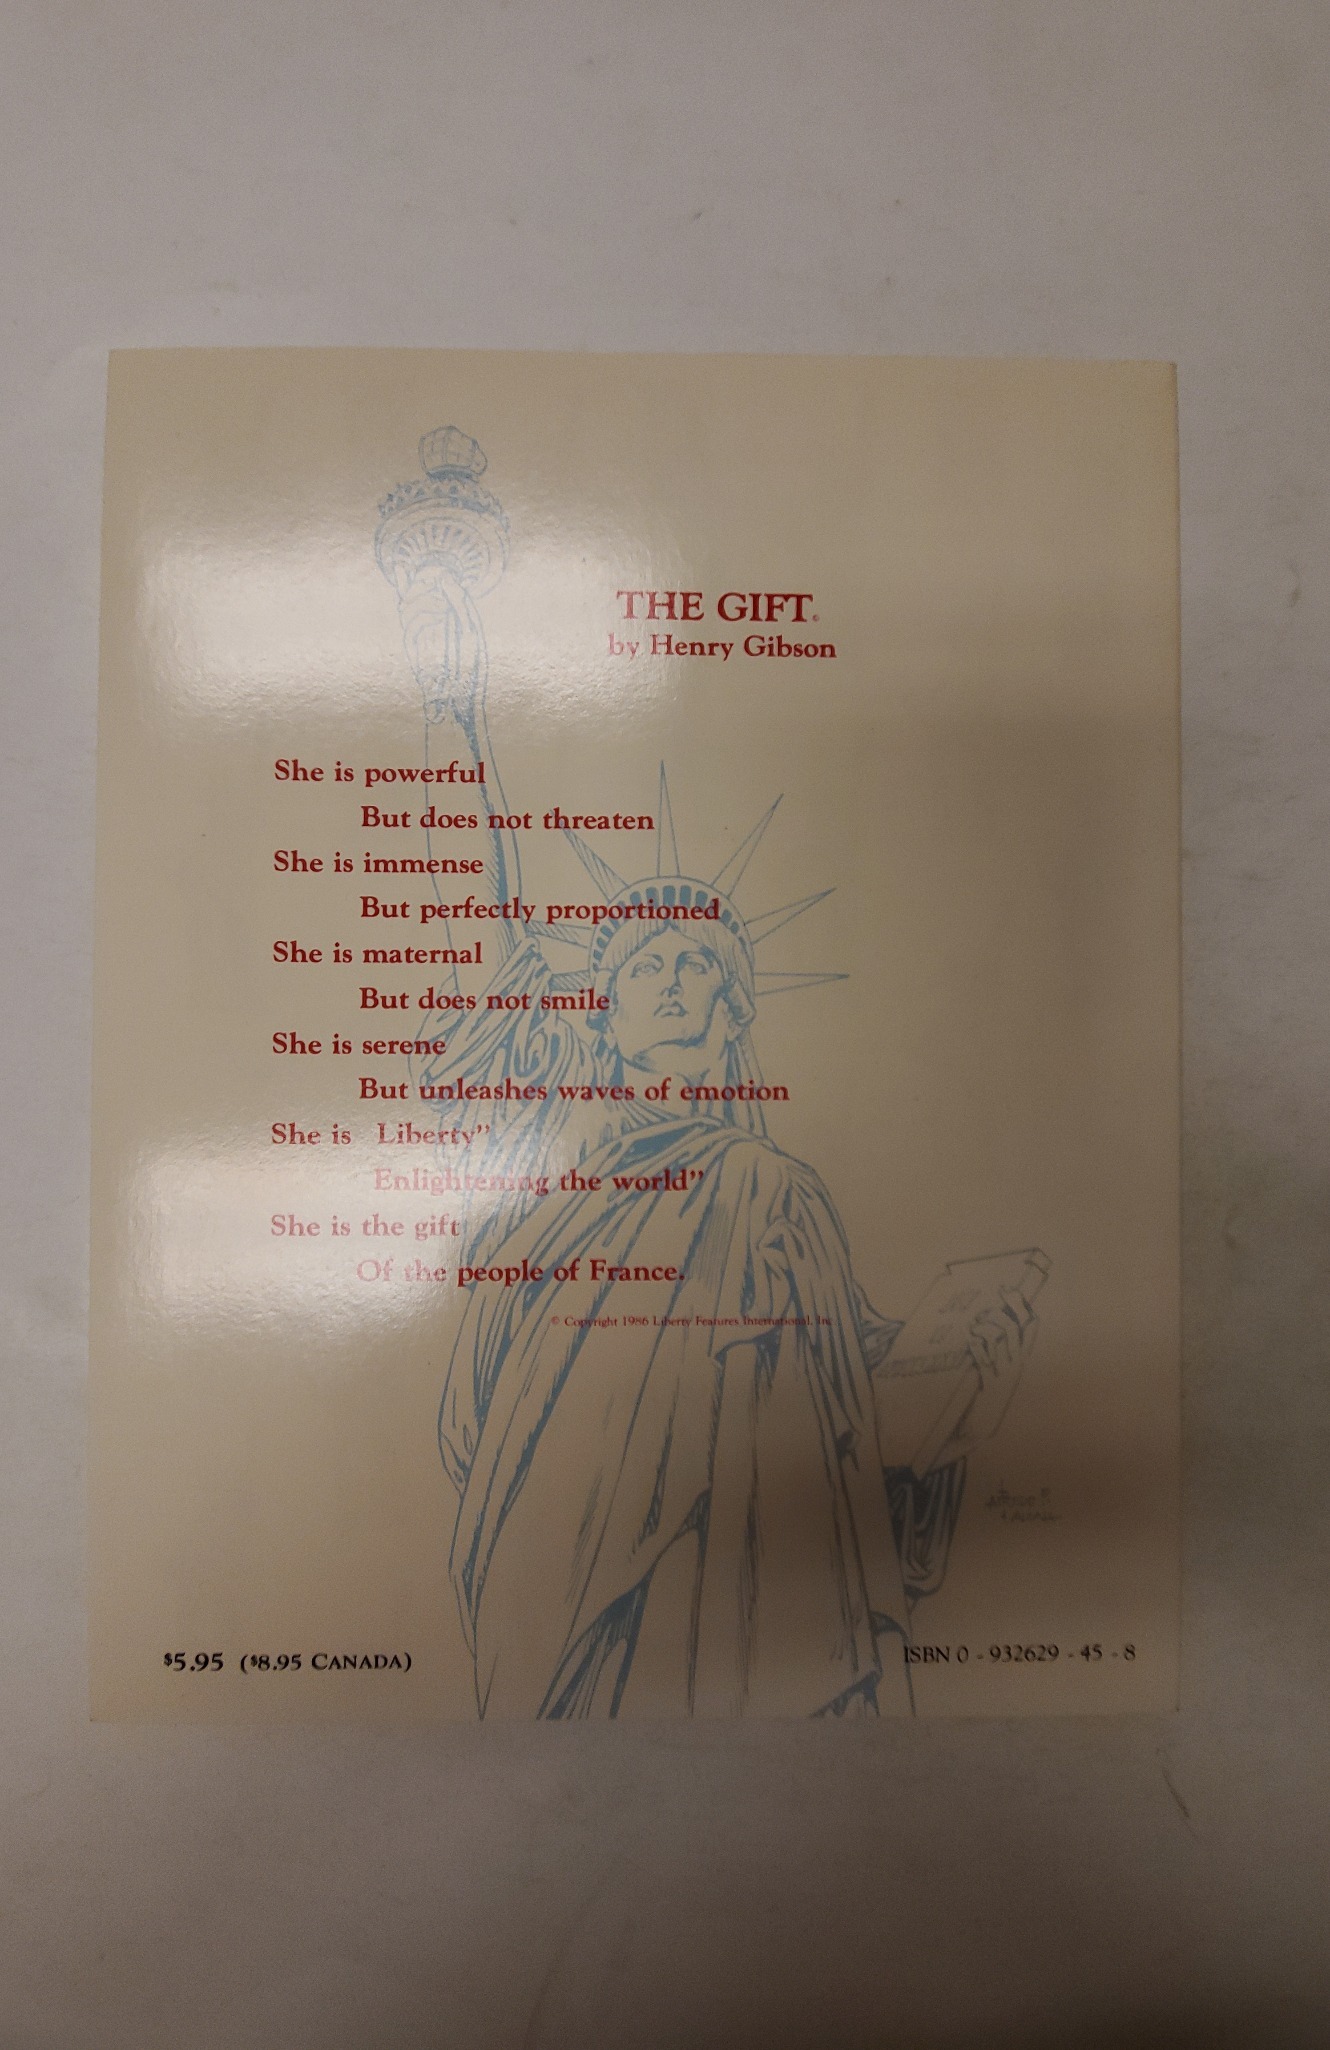 THE GIFT©
by Henry Gibson
She is powerful
But does not threaten
She is immense
But perfectly proportioned
She is maternal
But does not smile
She is serene
But unleashes waves of emotion
She is Liberty”
Enlightening the world”
She is the gift
Of the people of France.
© Copyright 1986 Liberty Features International, Inc.
$5.95 ($8.95 CANADA)
ISBN 0 - 932629 - 45 - 8